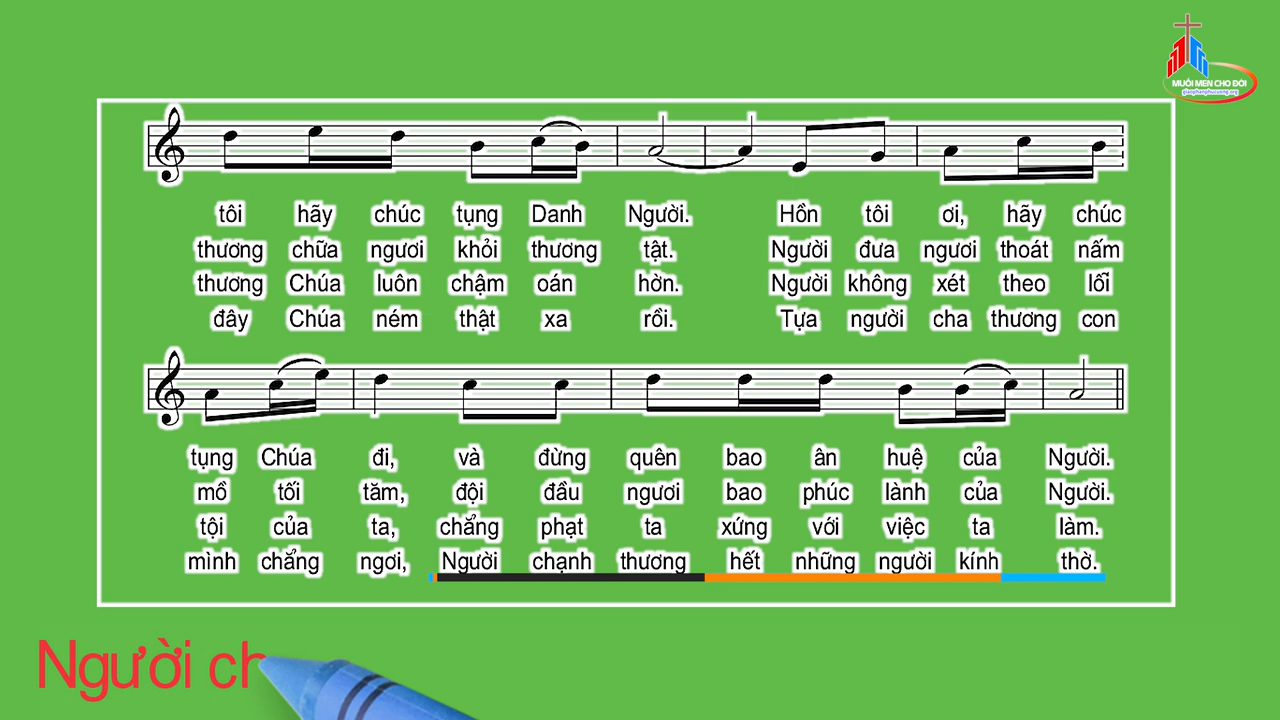 MUỐI MEN CHO ĐỜI
giaophanphucuong.org
tôi hãy chúc tụng Danh Người. Hồn tôi ơi, hãy chúc
thương chữa ngươi khỏi thương tật. Người đưa ngươi thoát nấm
thương Chúa luôn chậm oán hờn. Người không xét theo lối
đây Chúa ném thật xa rồi. Tựa người cha thương con
tụng Chúa đi, và đừng quên bao ân huệ của Người.
mồ tối tăm, đội đầu ngươi bao phúc lành của Người.
tội của ta, chẳng phạt ta xứng với việc ta làm.
mình chẳng ngơi, Người chạnh thương hết những người kính thờ.
Người ch